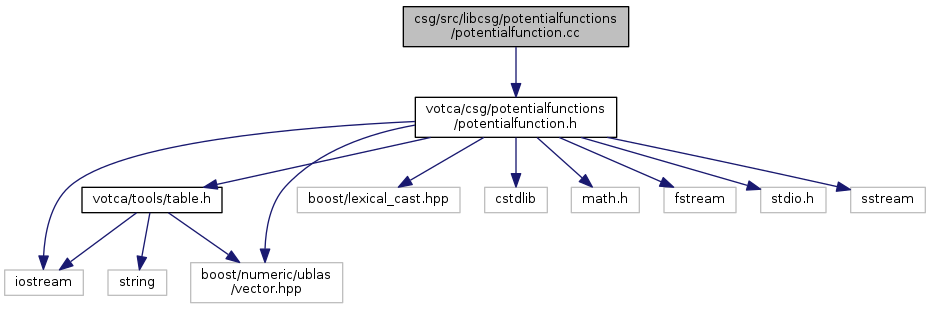 csg/src/libcsg/potentialfunctions
/potentialfunction.cc
votca/csg/potentialfunctions
/potentialfunction.h
votca/tools/table.h
boost/lexical_cast.hpp
cstdlib
math.h
fstream
stdio.h
sstream
iostream
string
boost/numeric/ublas
/vector.hpp